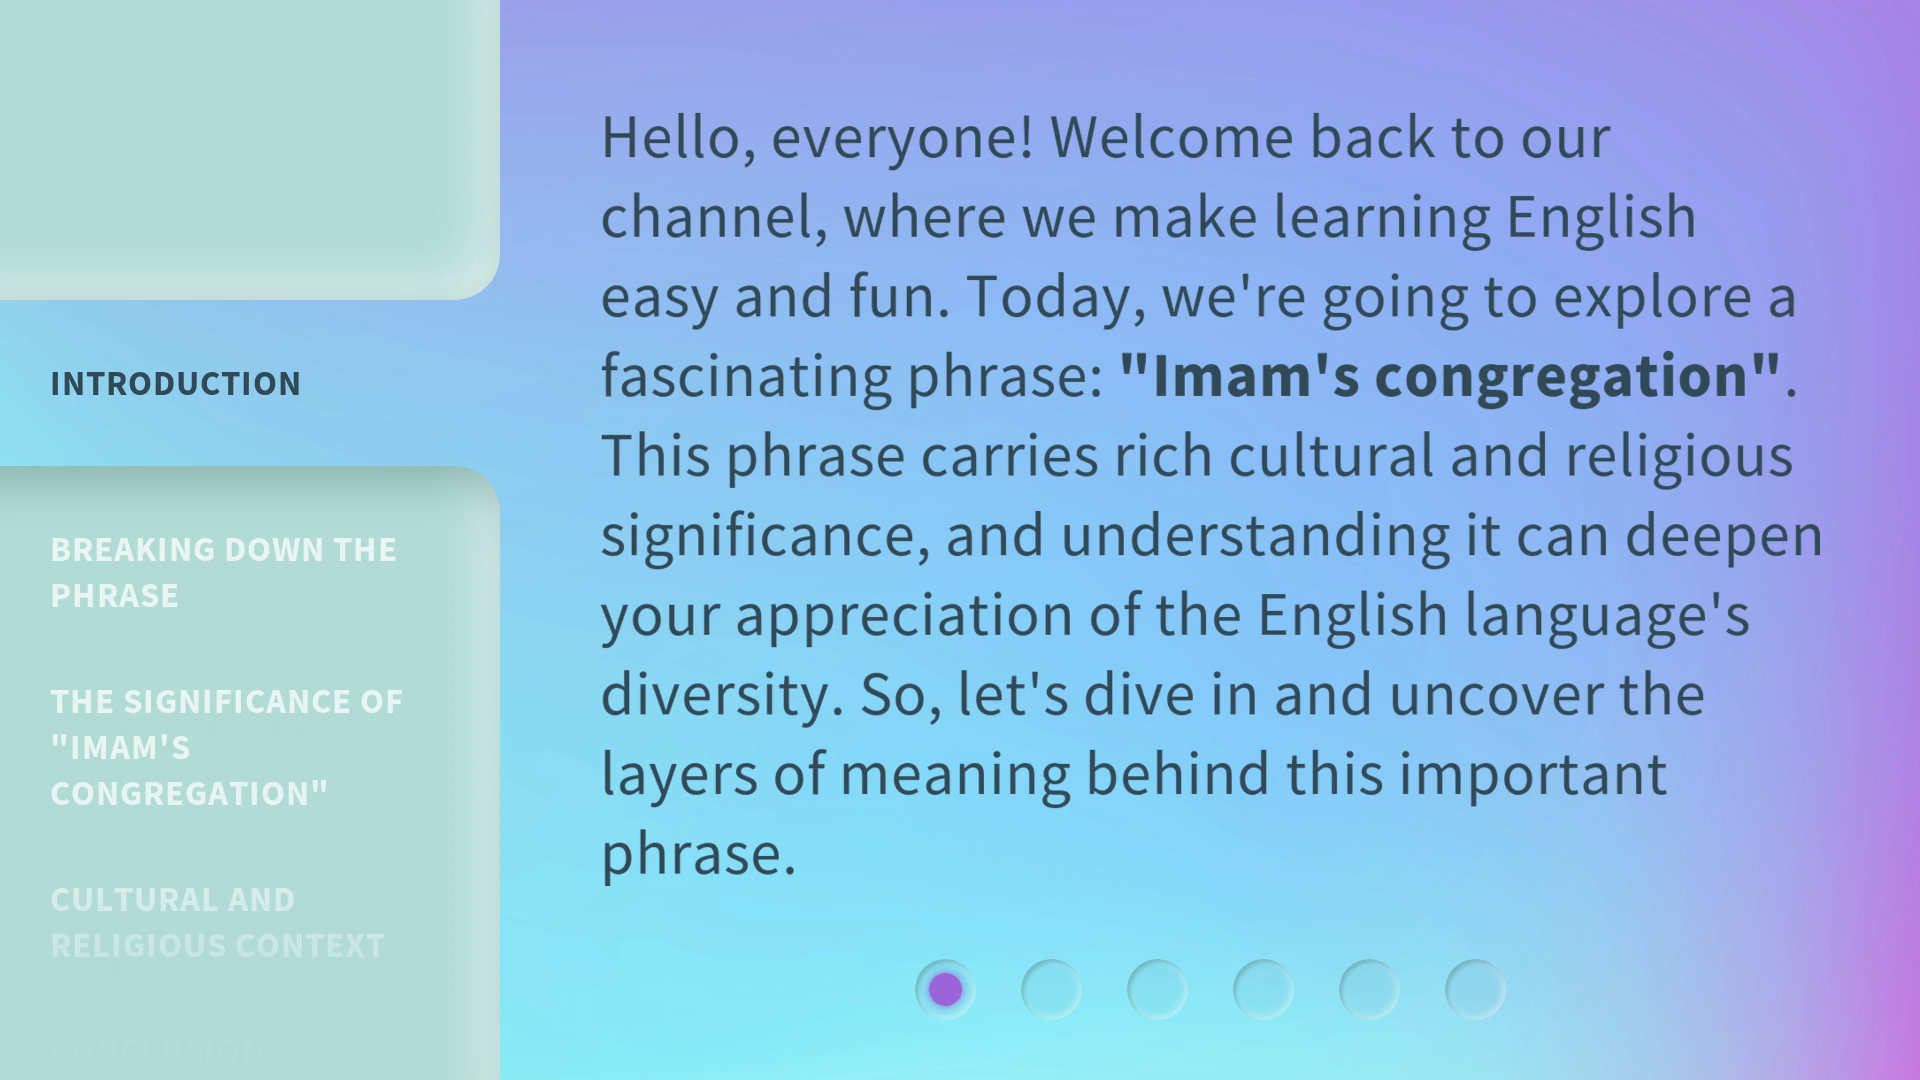 INTRODUCTION
BREAKING DOWN THE
PHRASE
THE SIGNIFICANCE OF
"IMAM'S
CONGREGATION"
CULTURAL AND
RELIGIOUS CONTEXT
CONCLUSION
Hello, everyone! Welcome back to our
channel, where we make learning English
easy and fun. Today, we're going to explore a
fascinating phrase: "Imam's congregation".
This phrase carries rich cultural and religious
significance, and understanding it can deepen
your appreciation of the English language's
diversity. So, let's dive in and uncover the
layers of meaning behind this important
phrase.